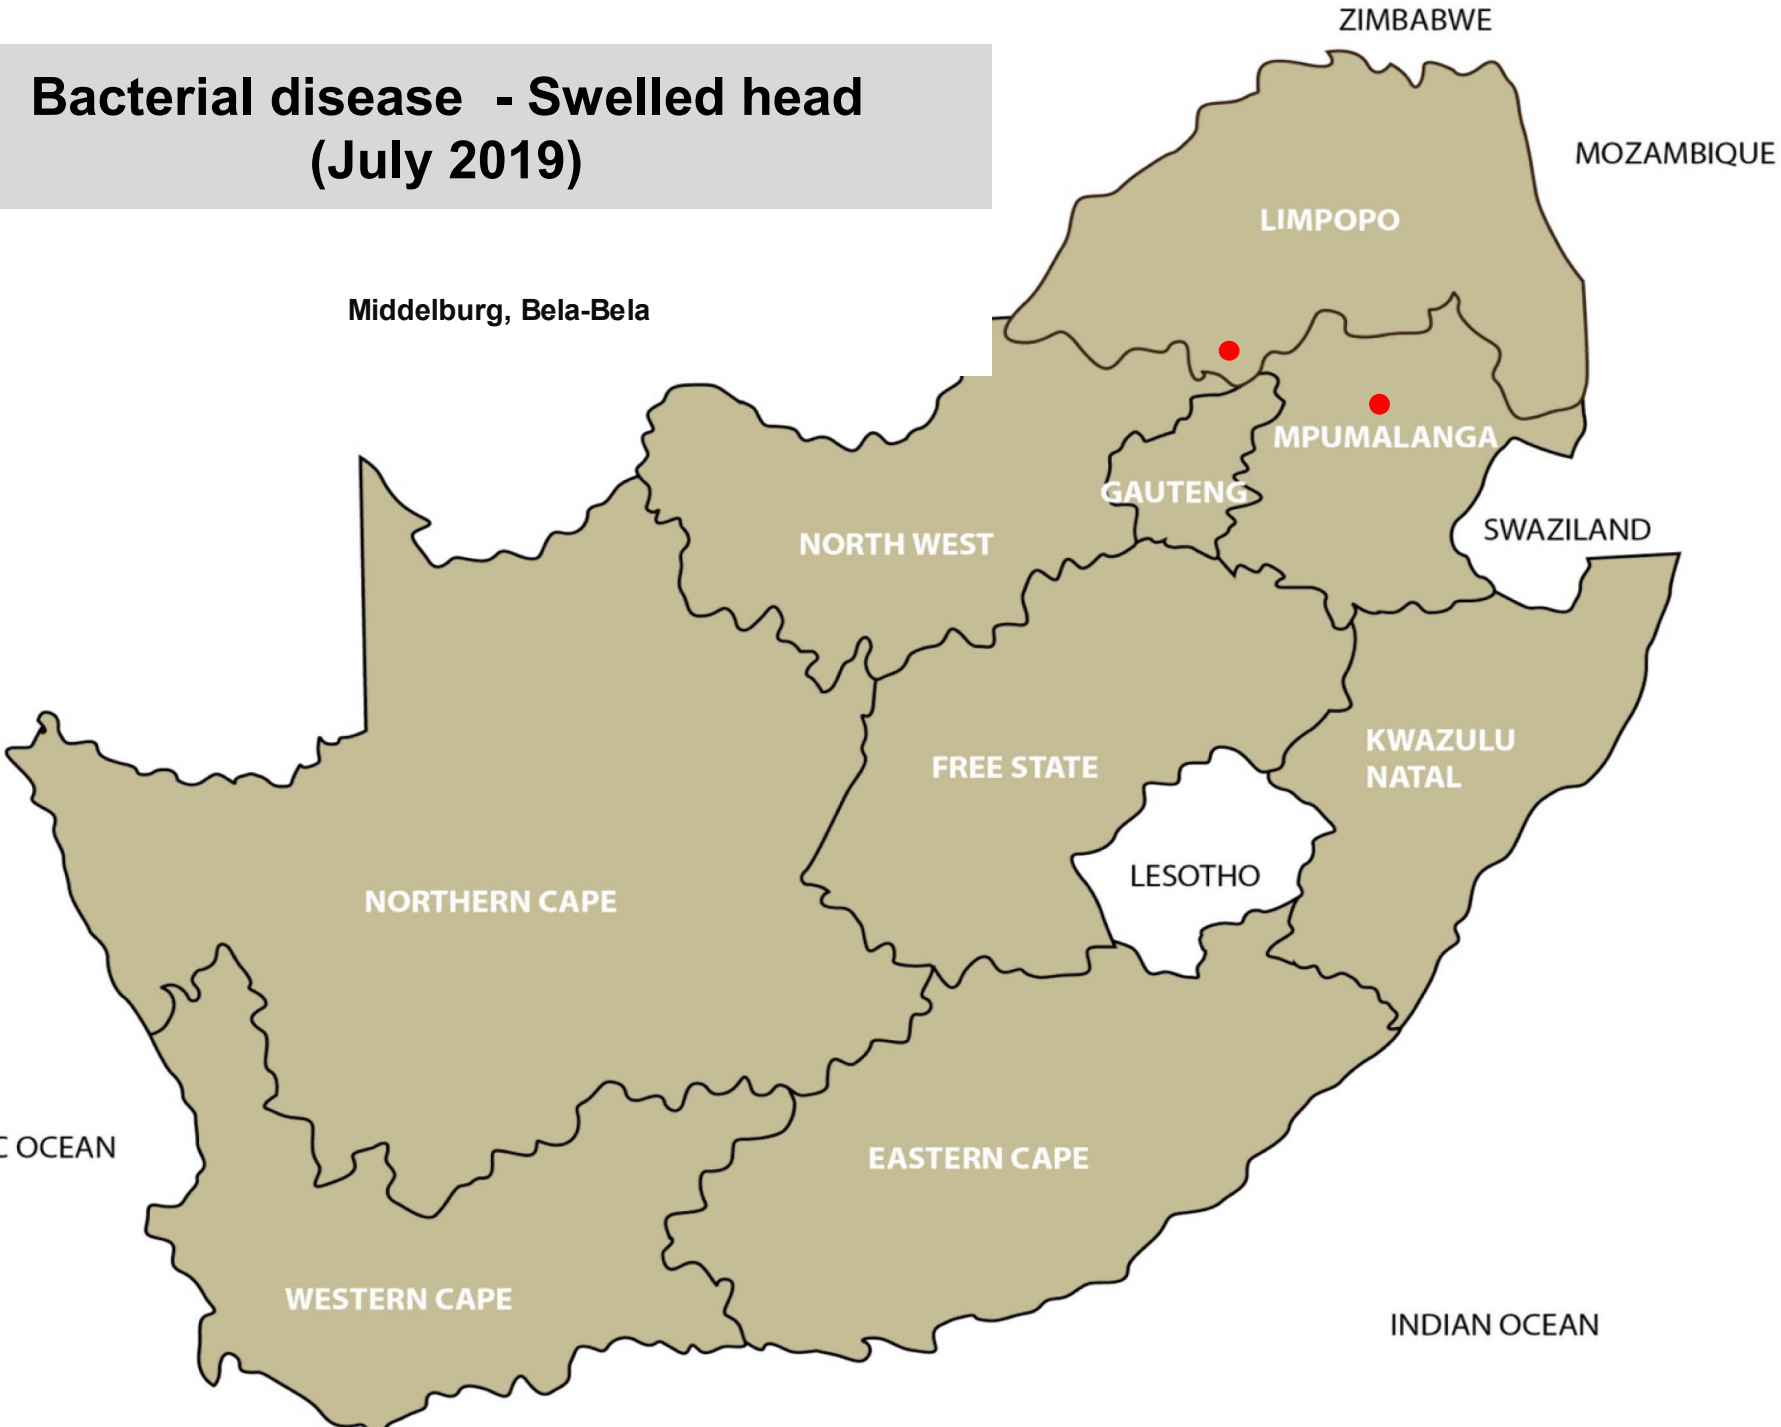 ZIMBABWE
Bacterial disease - Swelled head
(July 2019)
MOZAMBIQUE
LIMPOPO
Middelburg, Bela-Bela
MPUMALANGA
GAUTENG
SWAZILAND
NORTH WEST
KWAZULU
NATAL
FREE STATE
LESOTHO
NORTHERN CAPE
C OCEAN
EASTERN CAPE
WESTERN CAPE
INDIAN OCEAN